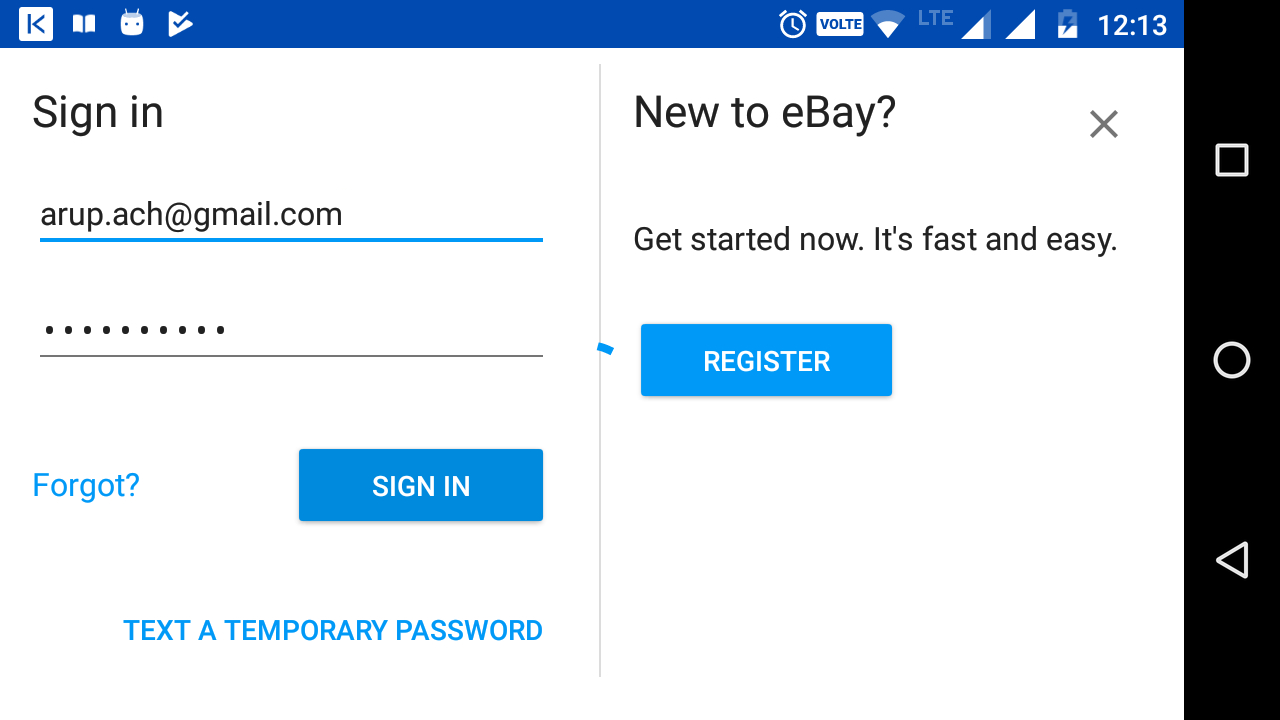 VOLTE LTE 12:13
Sign in
arup.ach@gmail.com
Forgot?
SIGN IN
TEXT A TEMPORARY PASSWORD
New to eBay?
Get started now. It's fast and easy.
REGISTER